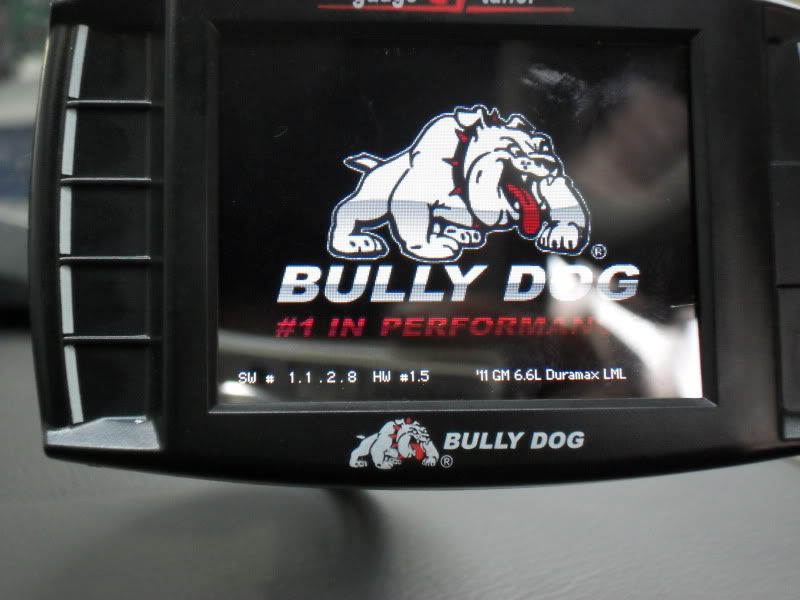 BULLY DOG ®
#1 IN PERFORMAN
SW # 1.1.2.8 HW #1.5 '11 GM 6.6L Duramax LML
BULLY DOG ®